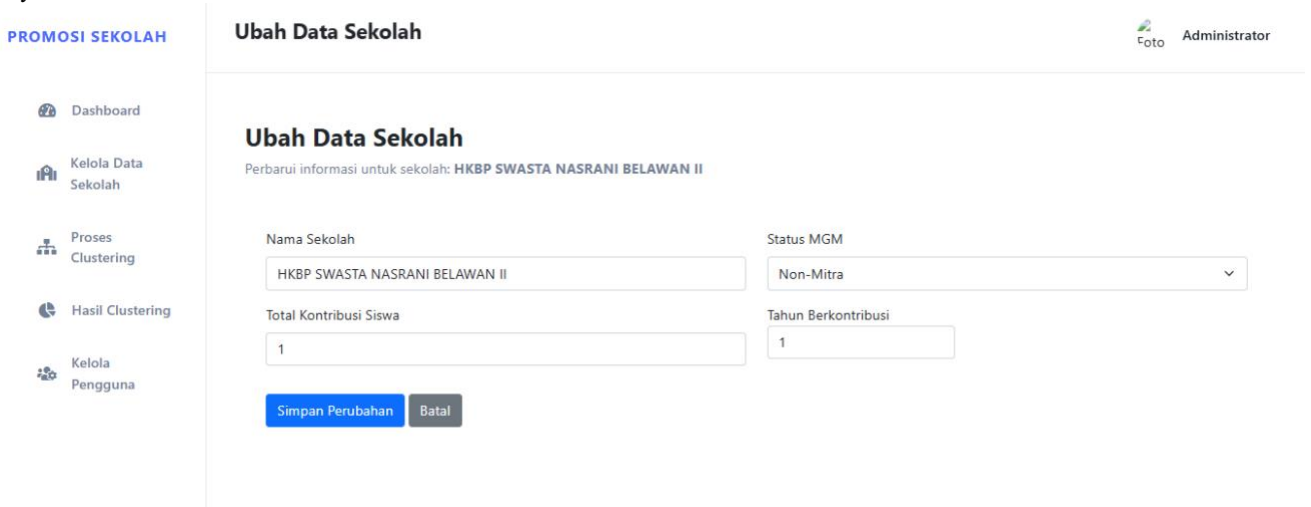 PROMOSI SEKOLAH
Ubah Data Sekolah
Foto
Administrator
Dashboard
Kelola Data
Sekolah
Proses
Clustering
Hasil Clustering
Kelola
Pengguna
Ubah Data Sekolah
Perbarui informasi untuk sekolah: HKBP SWASTA NASRANI BELAWAN II
Nama Sekolah
HKBP SWASTA NASRANI BELAWAN II
Status MGM
Non-Mitra
Total Kontribusi Siswa
1
Tahun Berkontribusi
1
Simpan Perubahan
Batal